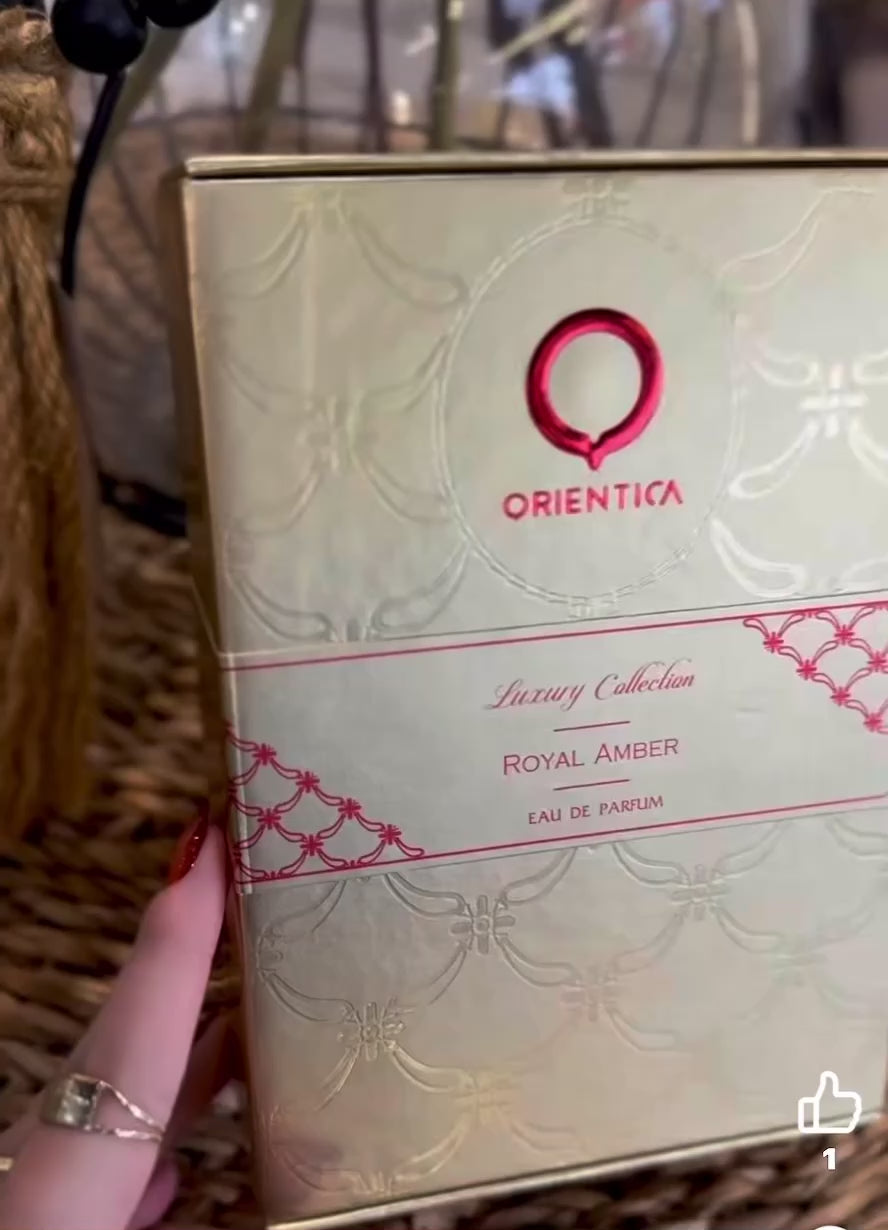 ORIENTICA
Luxury Collection
ROYAL AMBER
EAU DE PARFUM
1